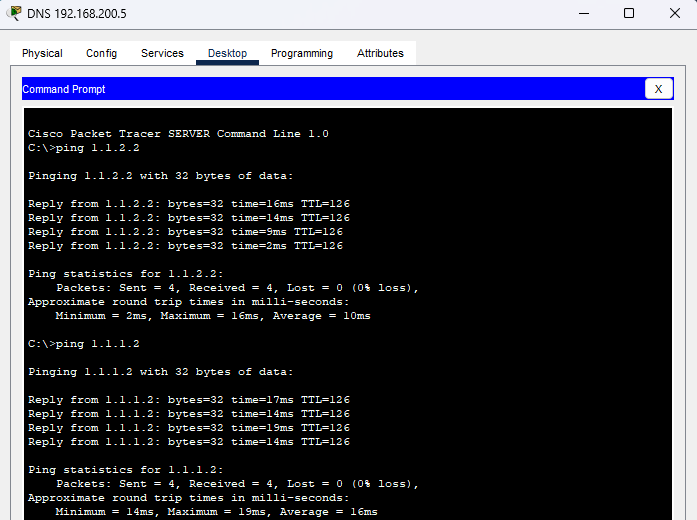 DNS 192.168.200.5
Physical Config Services Desktop Programming Attributes
Command Prompt X
Cisco Packet Tracer SERVER Command Line 1.0
C:\>ping 1.1.2.2
Pinging 1.1.2.2 with 32 bytes of data:
Reply from 1.1.2.2: bytes=32 time=16ms TTL=126
Reply from 1.1.2.2: bytes=32 time=14ms TTL=126
Reply from 1.1.2.2: bytes=32 time=9ms TTL=126
Reply from 1.1.2.2: bytes=32 time=2ms TTL=126
Ping statistics for 1.1.2.2:
Packets: Sent = 4, Received = 4, Lost = 0 (0% loss),
Approximate round trip times in milli-seconds:
Minimum = 2ms, Maximum = 16ms, Average = 10ms
C:\>ping 1.1.1.2
Pinging 1.1.1.2 with 32 bytes of data:
Reply from 1.1.1.2: bytes=32 time=17ms TTL=126
Reply from 1.1.1.2: bytes=32 time=14ms TTL=126
Reply from 1.1.1.2: bytes=32 time=19ms TTL=126
Reply from 1.1.1.2: bytes=32 time=14ms TTL=126
Ping statistics for 1.1.1.2:
Packets: Sent = 4, Received = 4, Lost = 0 (0% loss),
Approximate round trip times in milli-seconds:
Minimum = 14ms, Maximum = 19ms, Average = 16ms